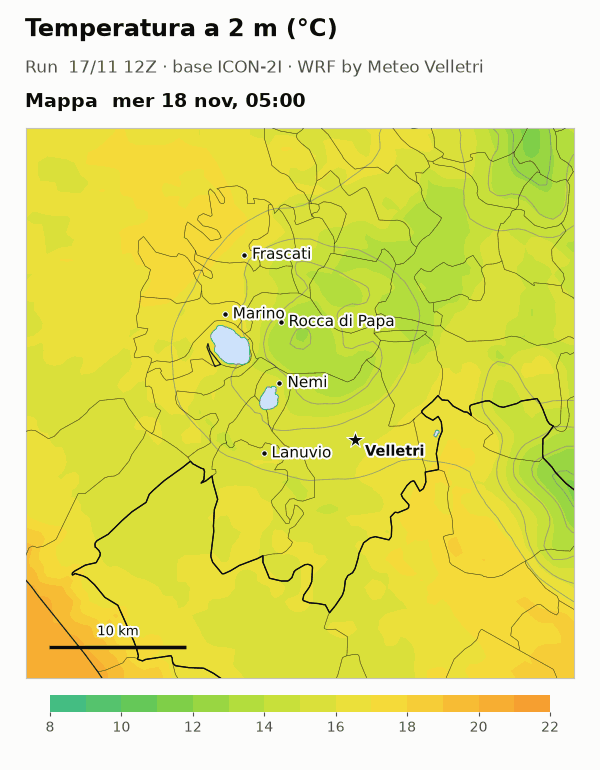 Temperatura a 2 m (°C)
Run  17/11 12Z · base ICON-2I · WRF by Meteo Velletri
Mappa  mer 18 nov, 05:00
Frascati
Marino
Rocca di Papa
Nemi
Lanuvio
Velletri
10 km
8 10 12 14 16 18 20 22